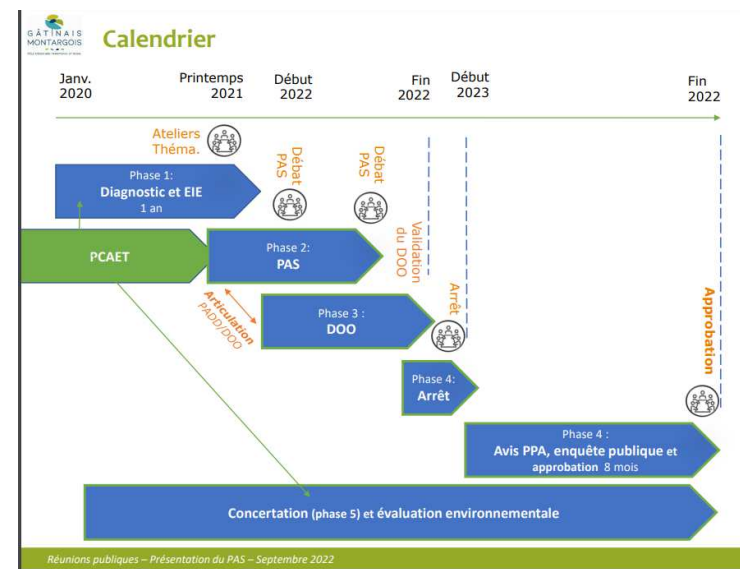 GÂTINAIS
MONTARGOIS
Calendrier
Janv.
2020
Printemps
2021
Début
2022
Fin
2022
Début
2023
Fin
2022
Ateliers
Théma.
Débat
PAS
Débat
PAS
Phase 1:
Diagnostic et EIE
1 an
Validation
du DOO
PCAET
Phase 2:
PAS
Articulation
PADD/DOO
Phase 3 :
DOO
Arrêt
Approbation
Phase 4:
Arrêt
Phase 4 :
Avis PPA, enquête publique et
approbation 8 mois
Concertation (phase 5) et évaluation environnementale
Réunions publiques – Présentation du PAS – Septembre 2022